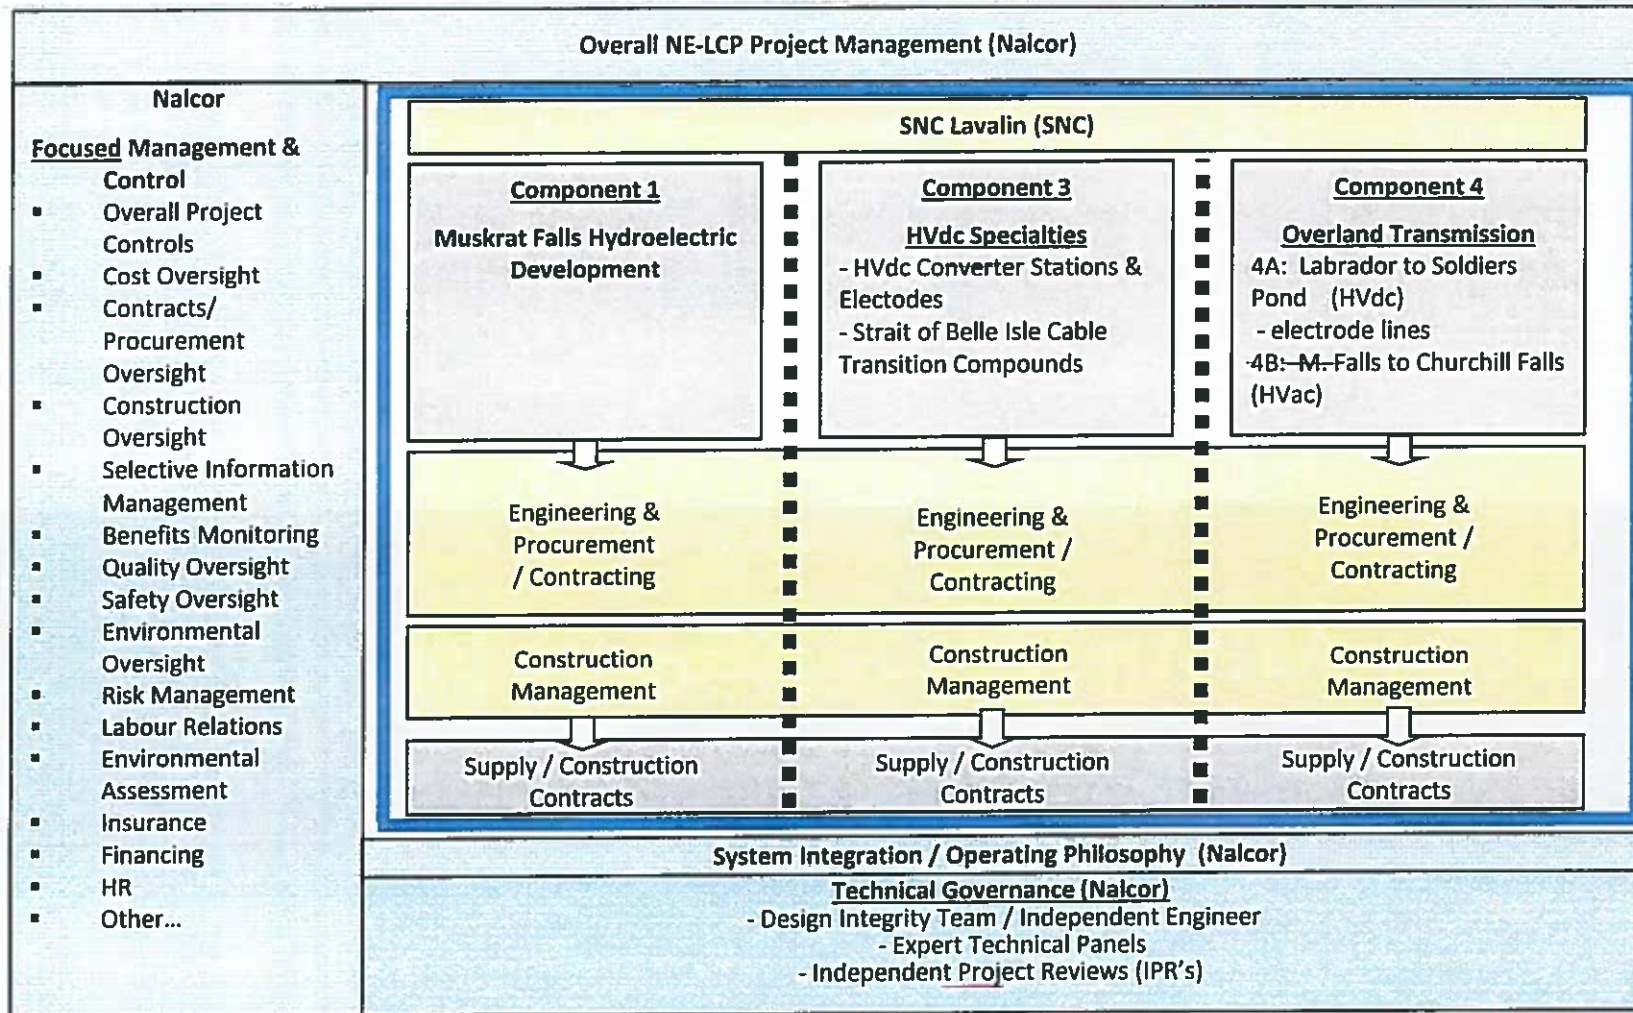 Overall NE-LCP Project Management (Nalcor)
Nalcor
Focused Management &
Control
▪ Overall Project
Controls
▪ Cost Oversight
▪ Contracts/
Procurement
Oversight
▪ Construction
Oversight
▪ Selective Information
Management
▪ Benefits Monitoring
▪ Quality Oversight
▪ Safety Oversight
▪ Environmental
Oversight
▪ Risk Management
▪ Labour Relations
▪ Environmental
Assessment
▪ Insurance
▪ Financing
▪ HR
▪ Other...
SNC Lavalin (SNC)
Component 1
Muskrat Falls Hydroelectric
Development
Component 3
HVdc Specialties
- HVdc Converter Stations &
Electodes
- Strait of Belle Isle Cable
Transition Compounds
Component 4
Overland Transmission
4A: Labrador to Soldiers
Pond (HVdc)
- electrode lines
4B: M. Falls to Churchill Falls
(HVac)
Engineering &
Procurement
/ Contracting
Engineering &
Procurement /
Contracting
Engineering &
Procurement /
Contracting
Construction
Management
Construction
Management
Construction
Management
Supply / Construction
Contracts
Supply / Construction
Contracts
Supply / Construction
Contracts
System Integration / Operating Philosophy (Nalcor)
Technical Governance (Nalcor)
- Design Integrity Team / Independent Engineer
- Expert Technical Panels
- Independent Project Reviews (IPR's)